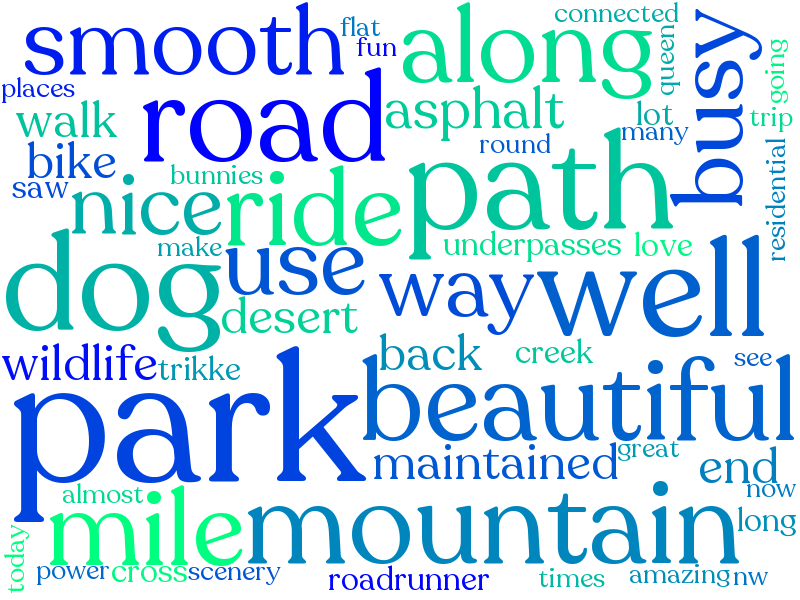 smooth
flat
fun
along
connected
queen
busy
going
places
road
asphalt
lot
trip
walk
many
bike
round
saw
bunnies
path
residential
nice
ride
make
underpasses
love
dog
use
way
well
desert
wildlife
trikke
back
creek
see
park
beautiful
maintained
great
end
now
almost
mile
mountain
long
today
power
cross
scenery
roadrunner
times
amazing
nw